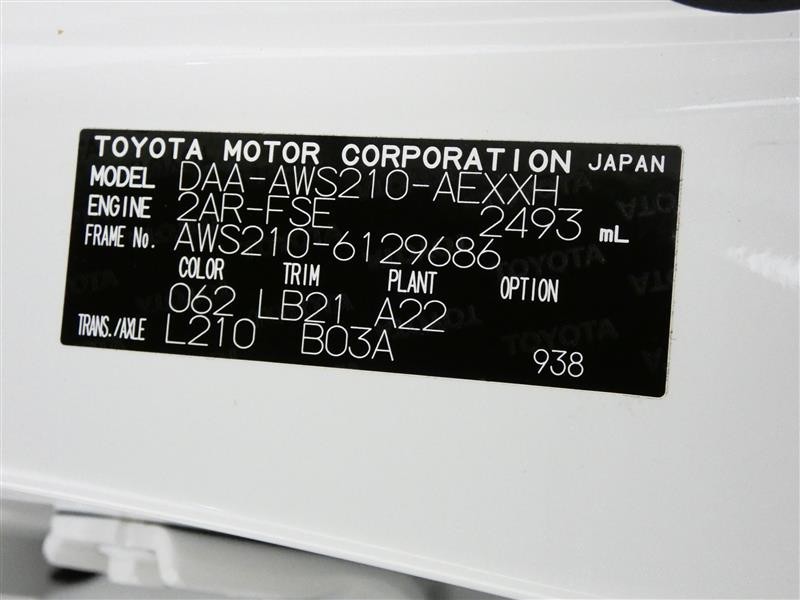 TOYOTA MOTOR CORPORATION JAPAN
MODEL DAA-AWS210-AEXXH
ENGINE 2AR-FSE 2493 mL
FRAME No. AWS210-6129686
COLOR TRIM PLANT OPTION
062 LB21 A22
TRANS./AXLE L210 B03A 938